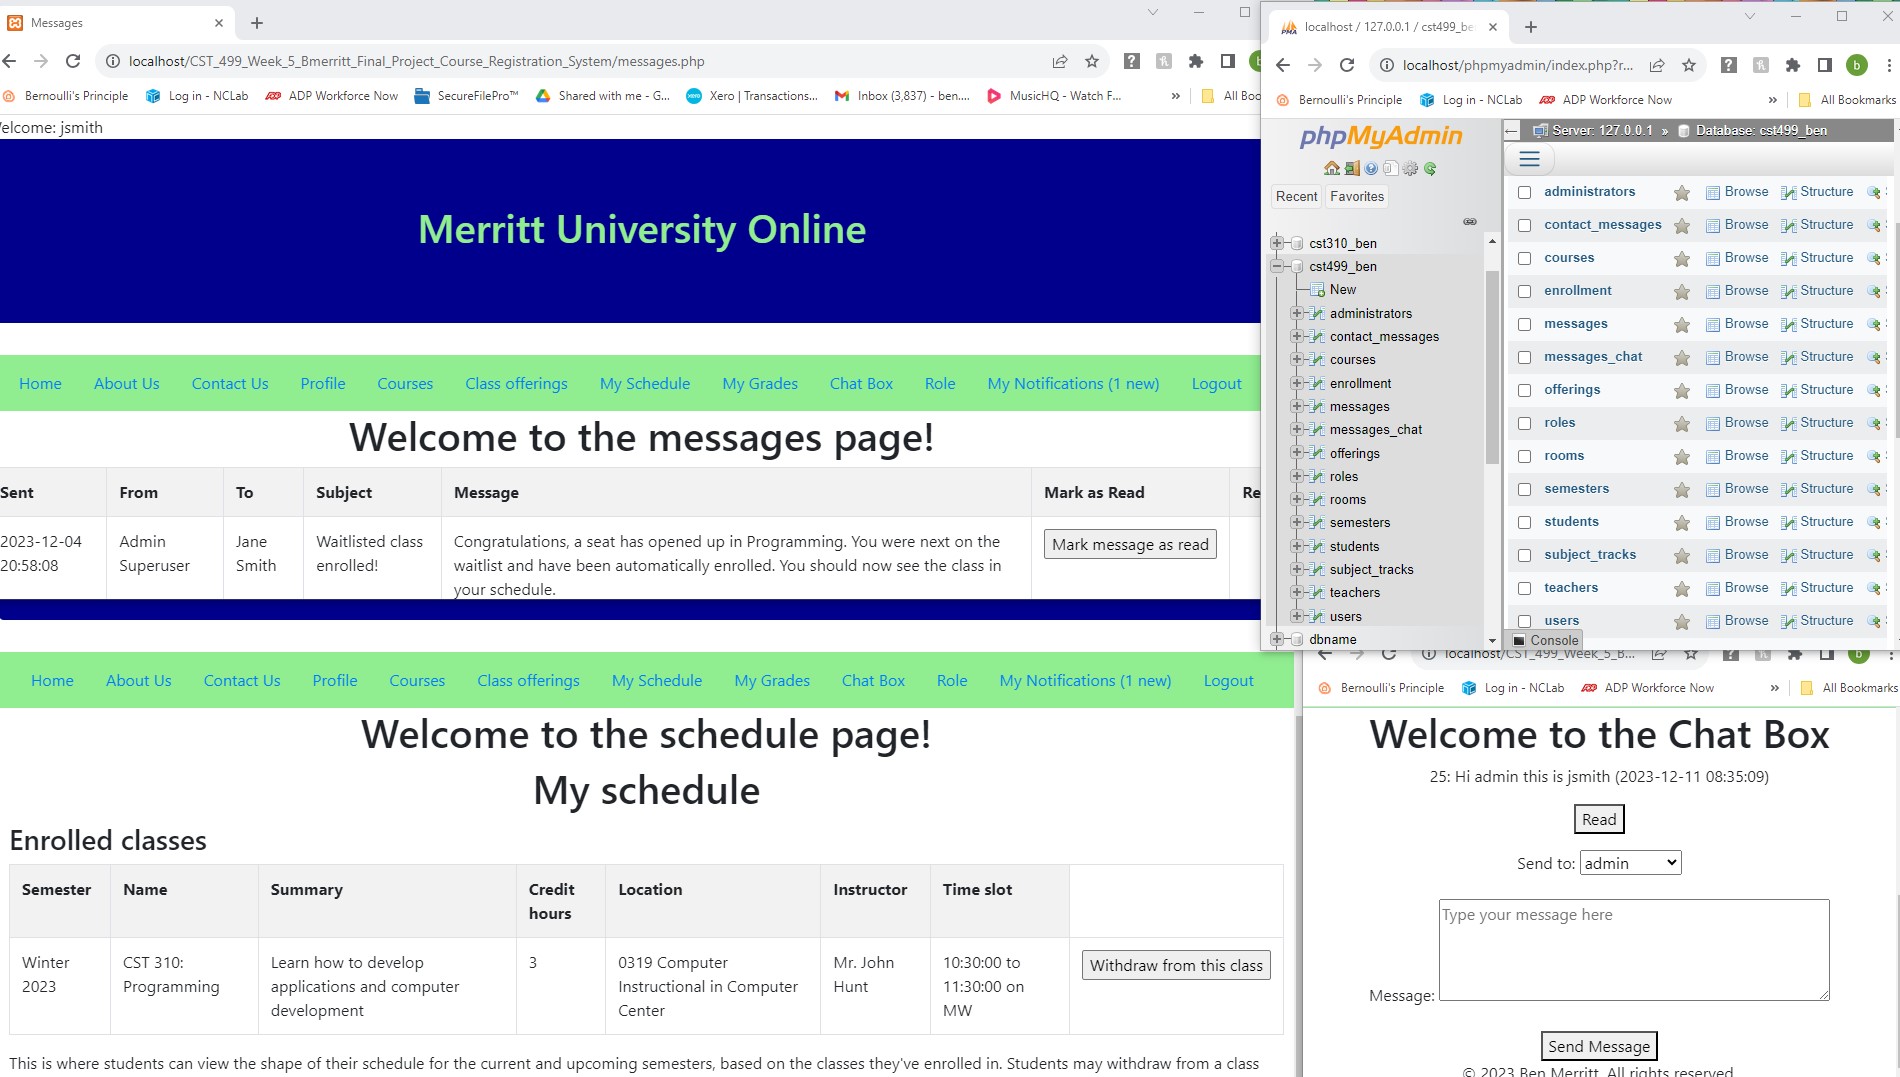 Messages
localhost/CST_499_Week_5_Bmerritt_Final_Project_Course_Registration_System/messages.php
Bernoulli's Principle
Log in - NCLab
ADP Workforce Now
SecureFilePro™
Shared with me - G...
Xero | Transactions...
Inbox (3,837) - ben....
MusicHQ - Watch F...
»
All Boo
elcome: jsmith
Merritt University Online
Home About Us Contact Us Profile Courses Class offerings My Schedule My Grades Chat Box Role My Notifications (1 new) Logout
Welcome to the messages page!
Sent From To Subject Message Mark as Read Re
2023-12-04 20:58:08
Admin Superuser
Jane Smith
Waitlisted class enrolled!
Congratulations, a seat has opened up in Programming. You were next on the
waitlist and have been automatically enrolled. You should now see the class in
your schedule.
Mark message as read
Home About Us Contact Us Profile Courses Class offerings My Schedule My Grades Chat Box Role My Notifications (1 new) Logout
Welcome to the schedule page!
My schedule
Enrolled classes
Semester Name Summary Credit hours Location Instructor Time slot
Winter 2023
CST 310: Programming
Learn how to develop
applications and computer
development
3
0319 Computer
Instructional in Computer
Center
Mr. John Hunt
10:30:00 to
11:30:00 on
MW
Withdraw from this class
This is where students can view the shape of their schedule for the current and upcoming semesters, based on the classes they've enrolled in. Students may withdraw from a class
localhost / 127.0.0.1 / cst499_be
localhost/phpmyadmin/index.php?r...
b
Bernoulli's Principle
Log in - NCLab
ADP Workforce Now
»
All Bookmarks
phpMyAdmin
Recent Favorites
cst310_ben
cst499_ben
New
administrators
contact_messages
courses
enrollment
messages
messages_chat
offerings
roles
rooms
semesters
students
subject_tracks
teachers
users
dbname
Server: 127.0.0.1 » Database: cst499_ben
administrators Browse Structure
contact_messages Browse Structure
courses Browse Structure
enrollment Browse Structure
messages Browse Structure
messages_chat Browse Structure
offerings Browse Structure
roles Browse Structure
rooms Browse Structure
semesters Browse Structure
students Browse Structure
subject_tracks Browse Structure
teachers Browse Structure
users Browse Structure
Console
localhost/CST_499_Week_5_B...
b
Bernoulli's Principle
Log in - NCLab
ADP Workforce Now
»
All Bookmarks
Welcome to the Chat Box
25: Hi admin this is jsmith (2023-12-11 08:35:09)
Read
Send to: admin
Type your message here
Message:
Send Message
© 2023 Ben Merritt. All rights reserved